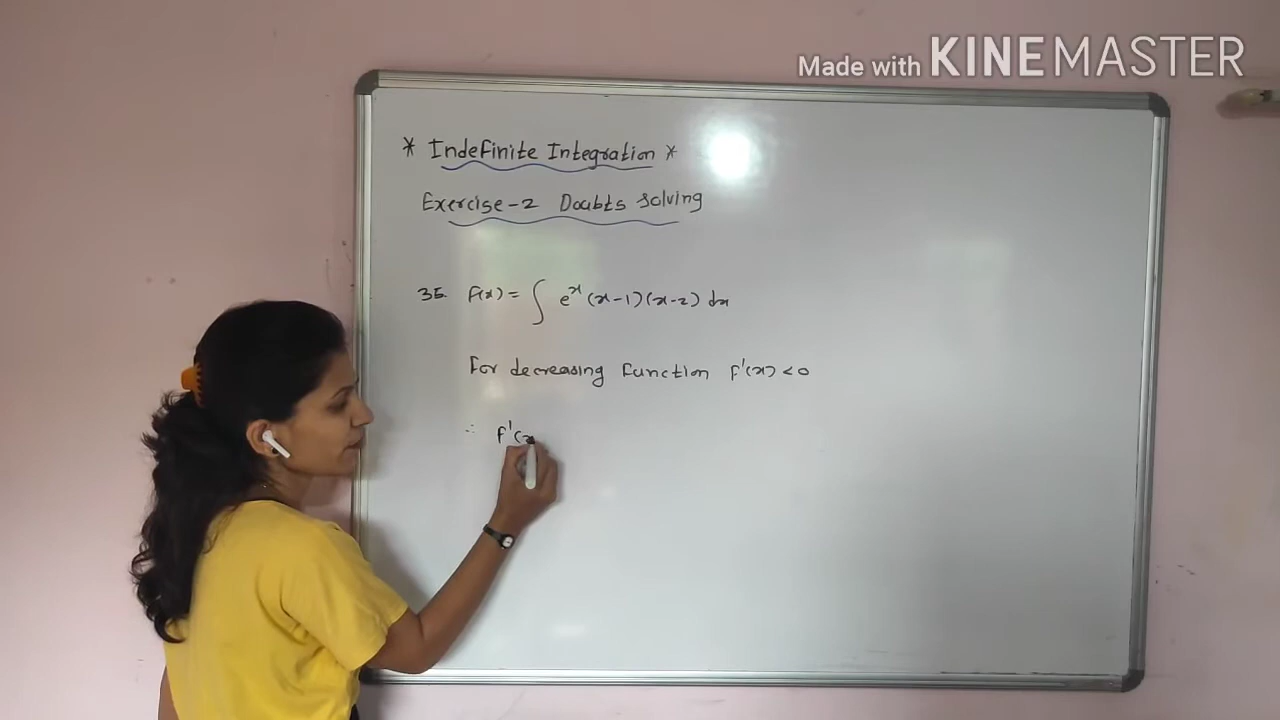 Made with KINEMASTER
* Indefinite Integration *
Exercise-2 Doubts Solving
35. f(x) = ∫ e^x (x-1)(x-2) dx
For decreasing function f'(x) < 0
∴ f'(x